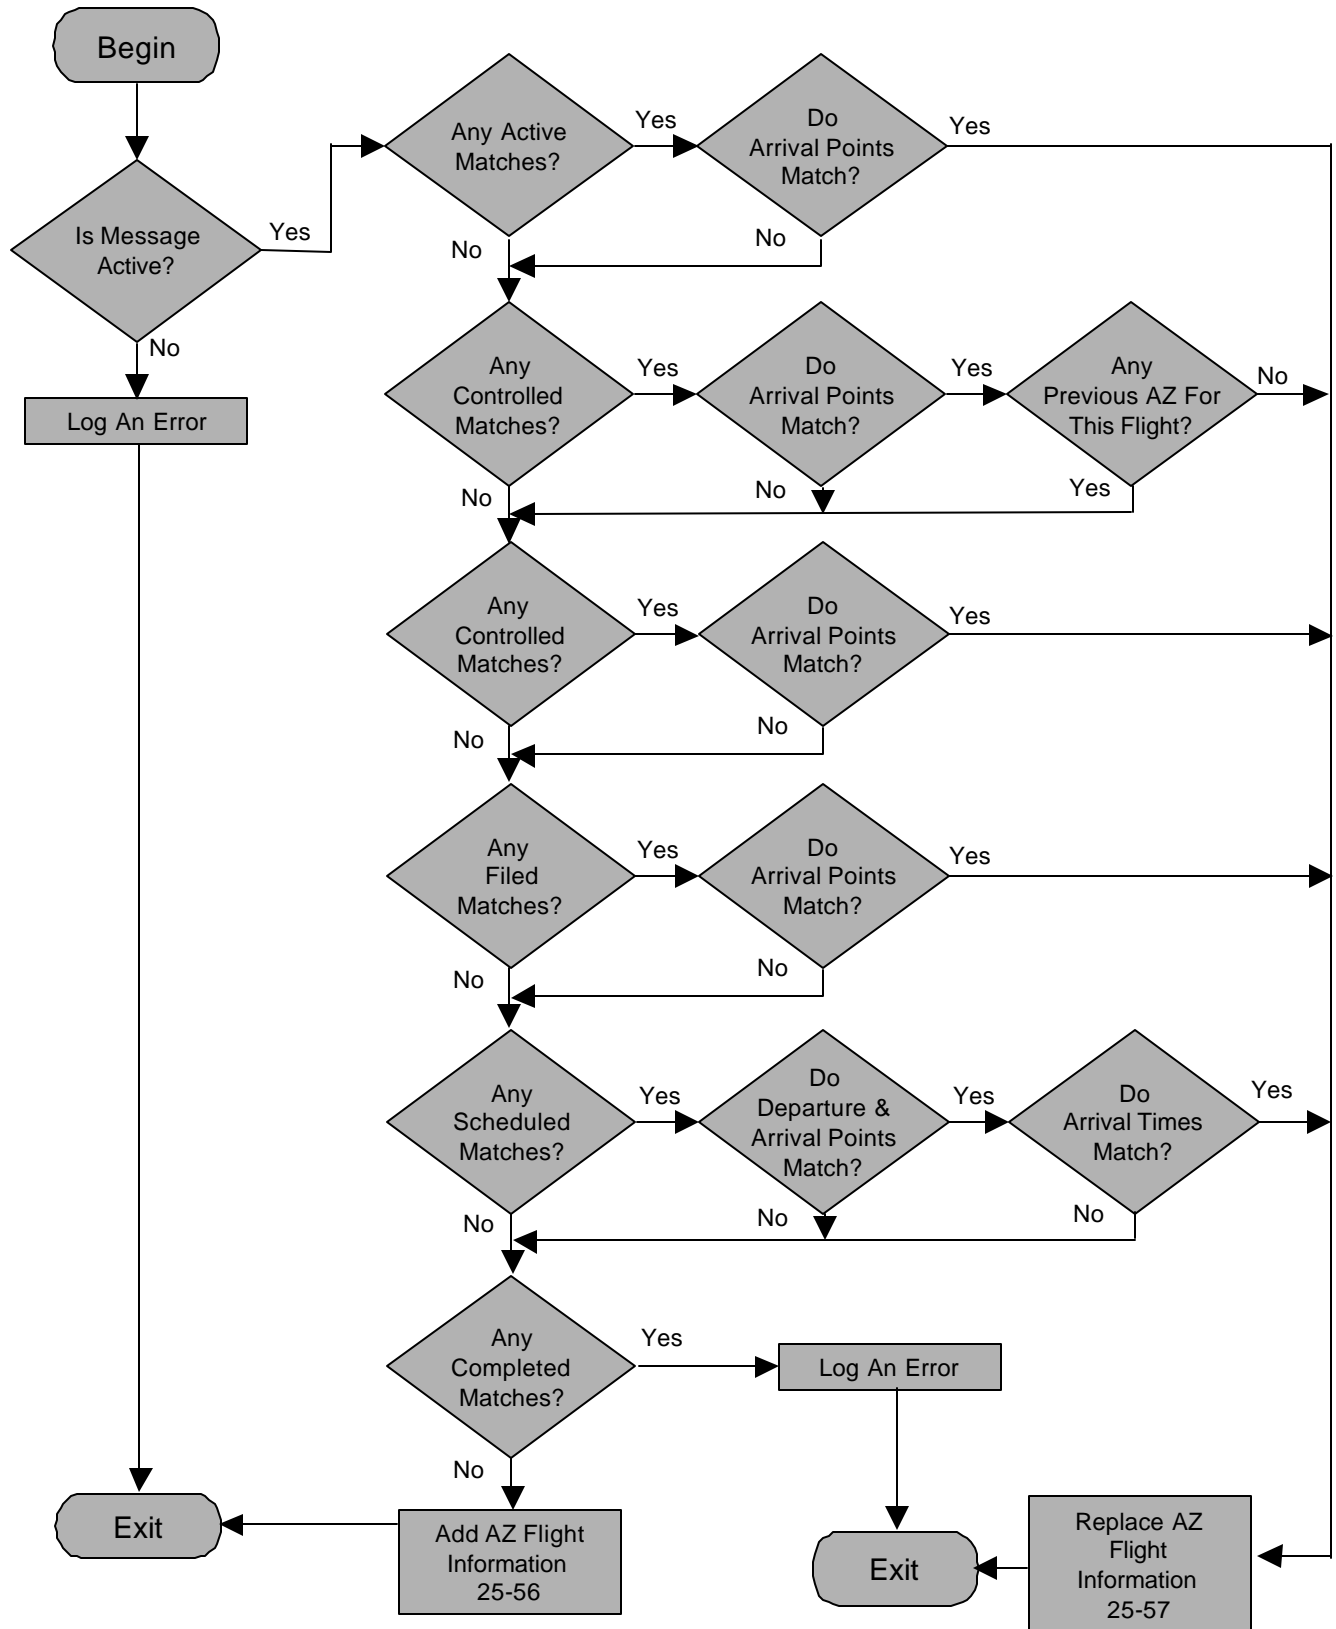 Begin
Any Active
Matches?
Yes
Do
Arrival Points
Match?
Yes
Is Message
Active?
Yes
No
No
No
Log An Error
Any
Controlled
Matches?
Yes
Do
Arrival Points
Match?
Yes
Any
Previous AZ For
This Flight?
No
No
No
Yes
Any
Controlled
Matches?
Yes
Do
Arrival Points
Match?
Yes
No
No
Any
Filed
Matches?
Yes
Do
Arrival Points
Match?
Yes
No
No
Any
Scheduled
Matches?
Yes
Do
Departure &
Arrival Points
Match?
Yes
Do
Arrival Times
Match?
Yes
No
No
No
Any
Completed
Matches?
Yes
Log An Error
No
Exit
Add AZ Flight
Information
25-56
Exit
Replace AZ
Flight
Information
25-57